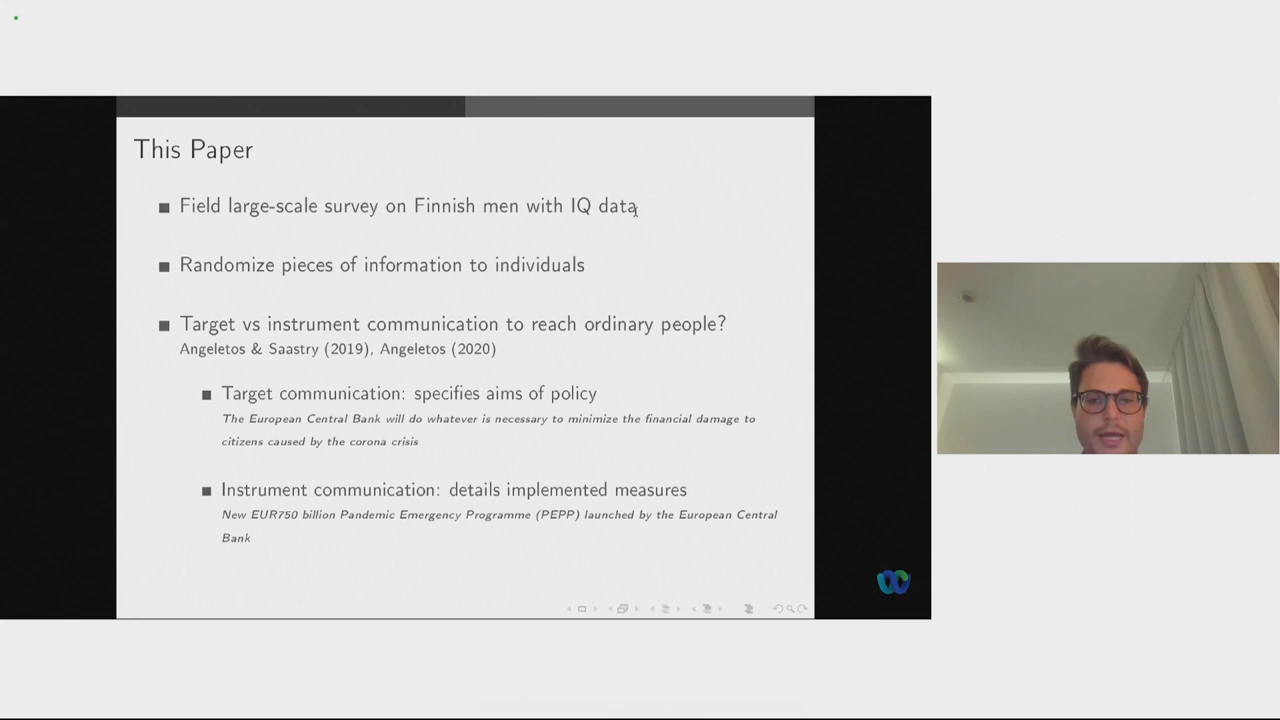 This Paper
Field large-scale survey on Finnish men with IQ data
Randomize pieces of information to individuals
Target vs instrument communication to reach ordinary people?
Angeletos & Saastry (2019), Angeletos (2020)
Target communication: specifies aims of policy
The European Central Bank will do whatever is necessary to minimize the financial damage to
citizens caused by the corona crisis
Instrument communication: details implemented measures
New EUR750 billion Pandemic Emergency Programme (PEPP) launched by the European Central
Bank